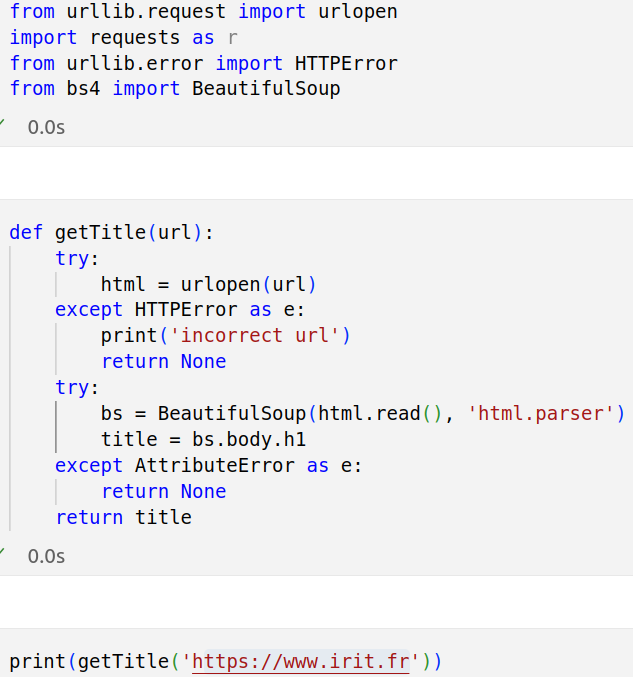 from urllib.request import urlopen
import requests as r
from urllib.error import HTTPError
from bs4 import BeautifulSoup
0.0s
def getTitle(url):
    try:
        html = urlopen(url)
    except HTTPError as e:
        print('incorrect url')
        return None
    try:
        bs = BeautifulSoup(html.read(), 'html.parser')
        title = bs.body.h1
    except AttributeError as e:
        return None
    return title
0.0s
print(getTitle('https://www.irit.fr'))